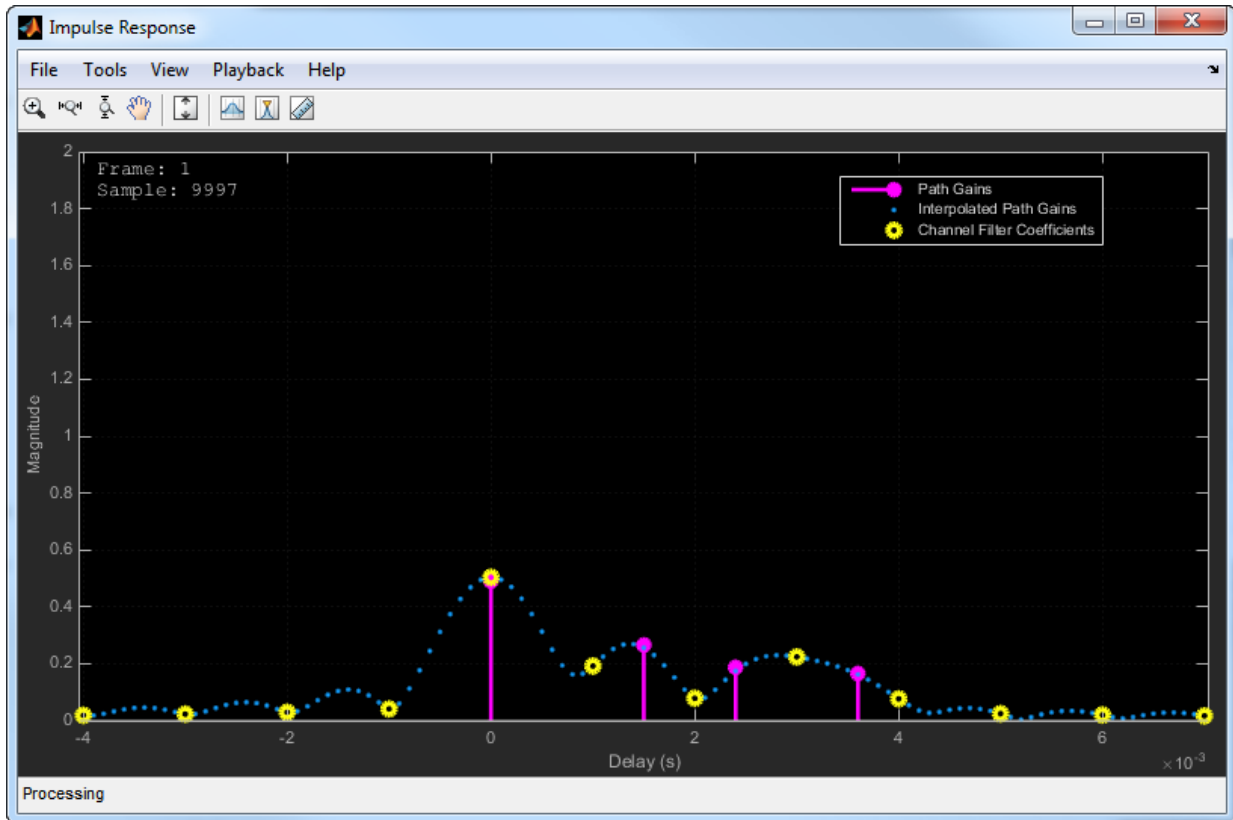 Impulse Response
File Tools View Playback Help
Frame: 1
Sample: 9997
Path Gains
Interpolated Path Gains
Channel Filter Coefficients
2
1.8
1.6
1.4
1.2
1
0.8
0.6
0.4
0.2
0
Magnitude
-4 -2 0 2 4 6
Delay (s)
×10-3
Processing